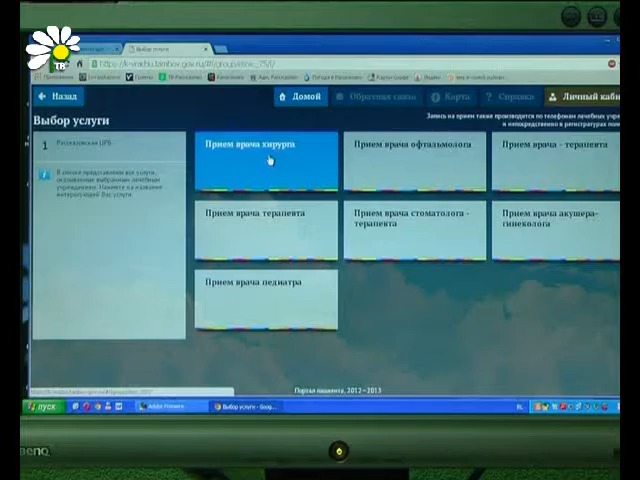 ТВ
Выбор услуги
Назад
Домой
Обратная связь
Карта
Справка
Личный каби
Выбор услуги
Запись на прием также производится по телефонам лечебных учре
и непосредственно в регистратурах
1
Рассказовская ЦРБ
В списке представлены все услуги,
оказываемые выбранным лечебным
учреждением. Нажмите на название
интересующей Вас услуги.
Прием врача хирурга
Прием врача офтальмолога
Прием врача - терапевта
Прием врача терапевта
Прием врача стоматолога -
терапевта
Прием врача акушера-
гинеколога
Прием врача педиатра
Портал пациента, 2012—2013
пуск
Adobe Premiere
Выбор услуги - Goog...
RL
BenQ